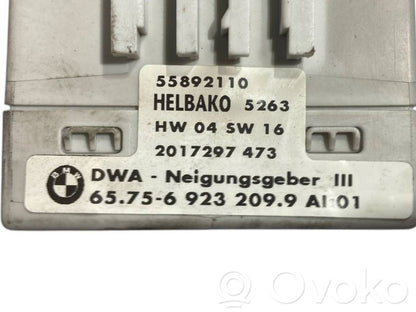 55892110
HELBAKO 5263
HW 04 SW 16
2017297 473
BMW
DWA - Neigungsgeber III
65.75-6 923 209.9 AI 01
OVOKO